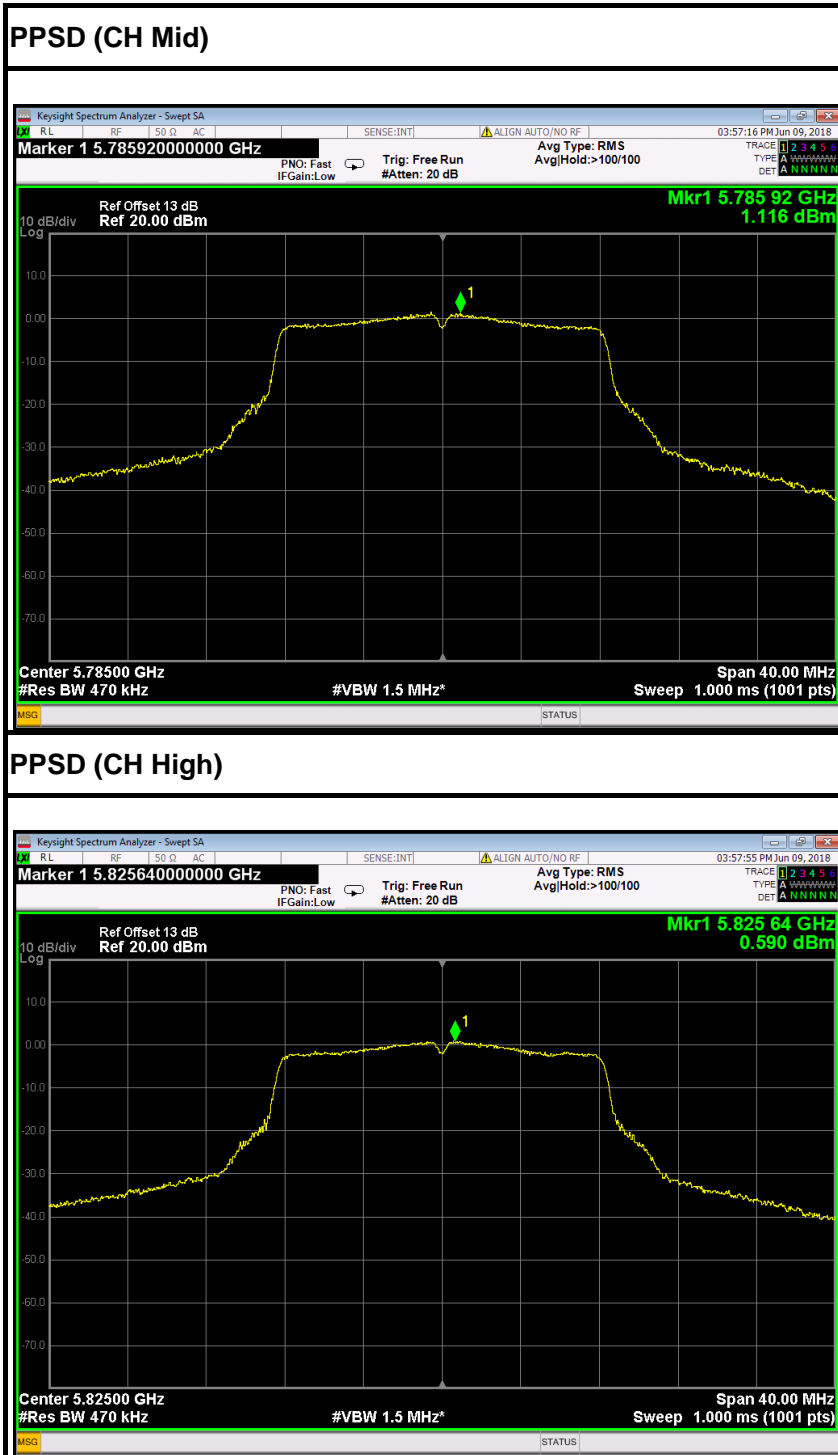 PPSD (CH Mid)
Keysight Spectrum Analyzer - Swept SA
LXI RL RF 50 Ω AC SENSE:INT ALIGN AUTO/NO RF 03:57:16 PM Jun 09, 2018
Marker 1 5.785920000000 GHz
PNO: Fast
IFGain:Low
Trig: Free Run
#Atten: 20 dB
Avg Type: RMS
Avg|Hold:>100/100
TRACE 1 2 3 4 5 6
TYPE A WWWWW
DET A N N N N N
Mkr1 5.785 92 GHz
1.116 dBm
Ref Offset 13 dB
10 dB/div Ref 20.00 dBm
Log
10.0
0.00
-10.0
-20.0
-30.0
-40.0
-50.0
-60.0
-70.0
1
Center 5.78500 GHz Span 40.00 MHz
#Res BW 470 kHz #VBW 1.5 MHz* Sweep 1.000 ms (1001 pts)
MSG STATUS
PPSD (CH High)
Keysight Spectrum Analyzer - Swept SA
LXI RL RF 50 Ω AC SENSE:INT ALIGN AUTO/NO RF 03:57:55 PM Jun 09, 2018
Marker 1 5.825640000000 GHz
PNO: Fast
IFGain:Low
Trig: Free Run
#Atten: 20 dB
Avg Type: RMS
Avg|Hold:>100/100
TRACE 1 2 3 4 5 6
TYPE A WWWWW
DET A N N N N N
Mkr1 5.825 64 GHz
0.590 dBm
Ref Offset 13 dB
10 dB/div Ref 20.00 dBm
Log
10.0
0.00
-10.0
-20.0
-30.0
-40.0
-50.0
-60.0
-70.0
1
Center 5.82500 GHz Span 40.00 MHz
#Res BW 470 kHz #VBW 1.5 MHz* Sweep 1.000 ms (1001 pts)
MSG STATUS